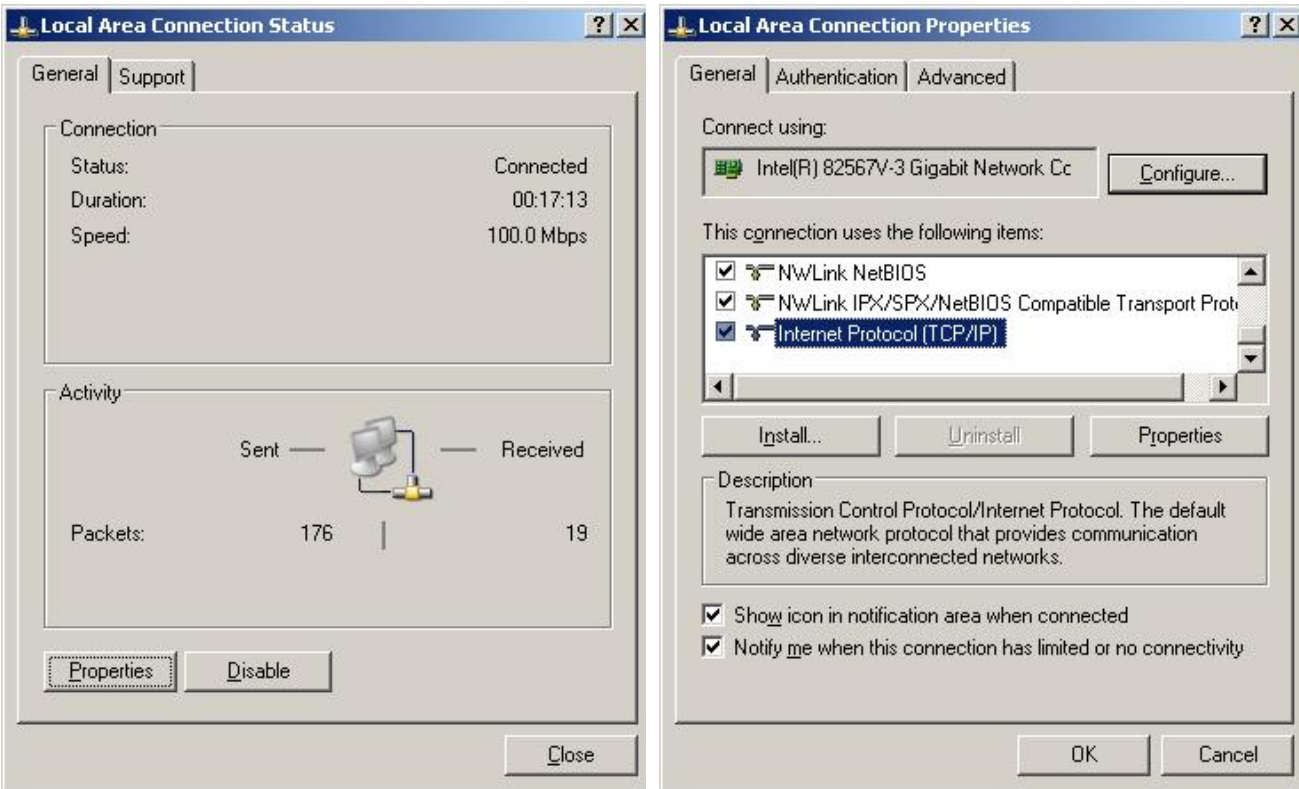 Local Area Connection Status
General
Support
Connection
Status: Connected
Duration: 00:17:13
Speed: 100.0 Mbps
Activity
Sent Received
Packets: 176 19
Properties
Disable
Close
Local Area Connection Properties
General
Authentication
Advanced
Connect using:
Intel(R) 82567V-3 Gigabit Network Cc
Configure...
This connection uses the following items:
NWLink NetBIOS
NWLink IPX/SPX/NetBIOS Compatible Transport Proto
Internet Protocol (TCP/IP)
Install...
Uninstall
Properties
Description
Transmission Control Protocol/Internet Protocol. The default
wide area network protocol that provides communication
across diverse interconnected networks.
Show icon in notification area when connected
Notify me when this connection has limited or no connectivity
OK
Cancel